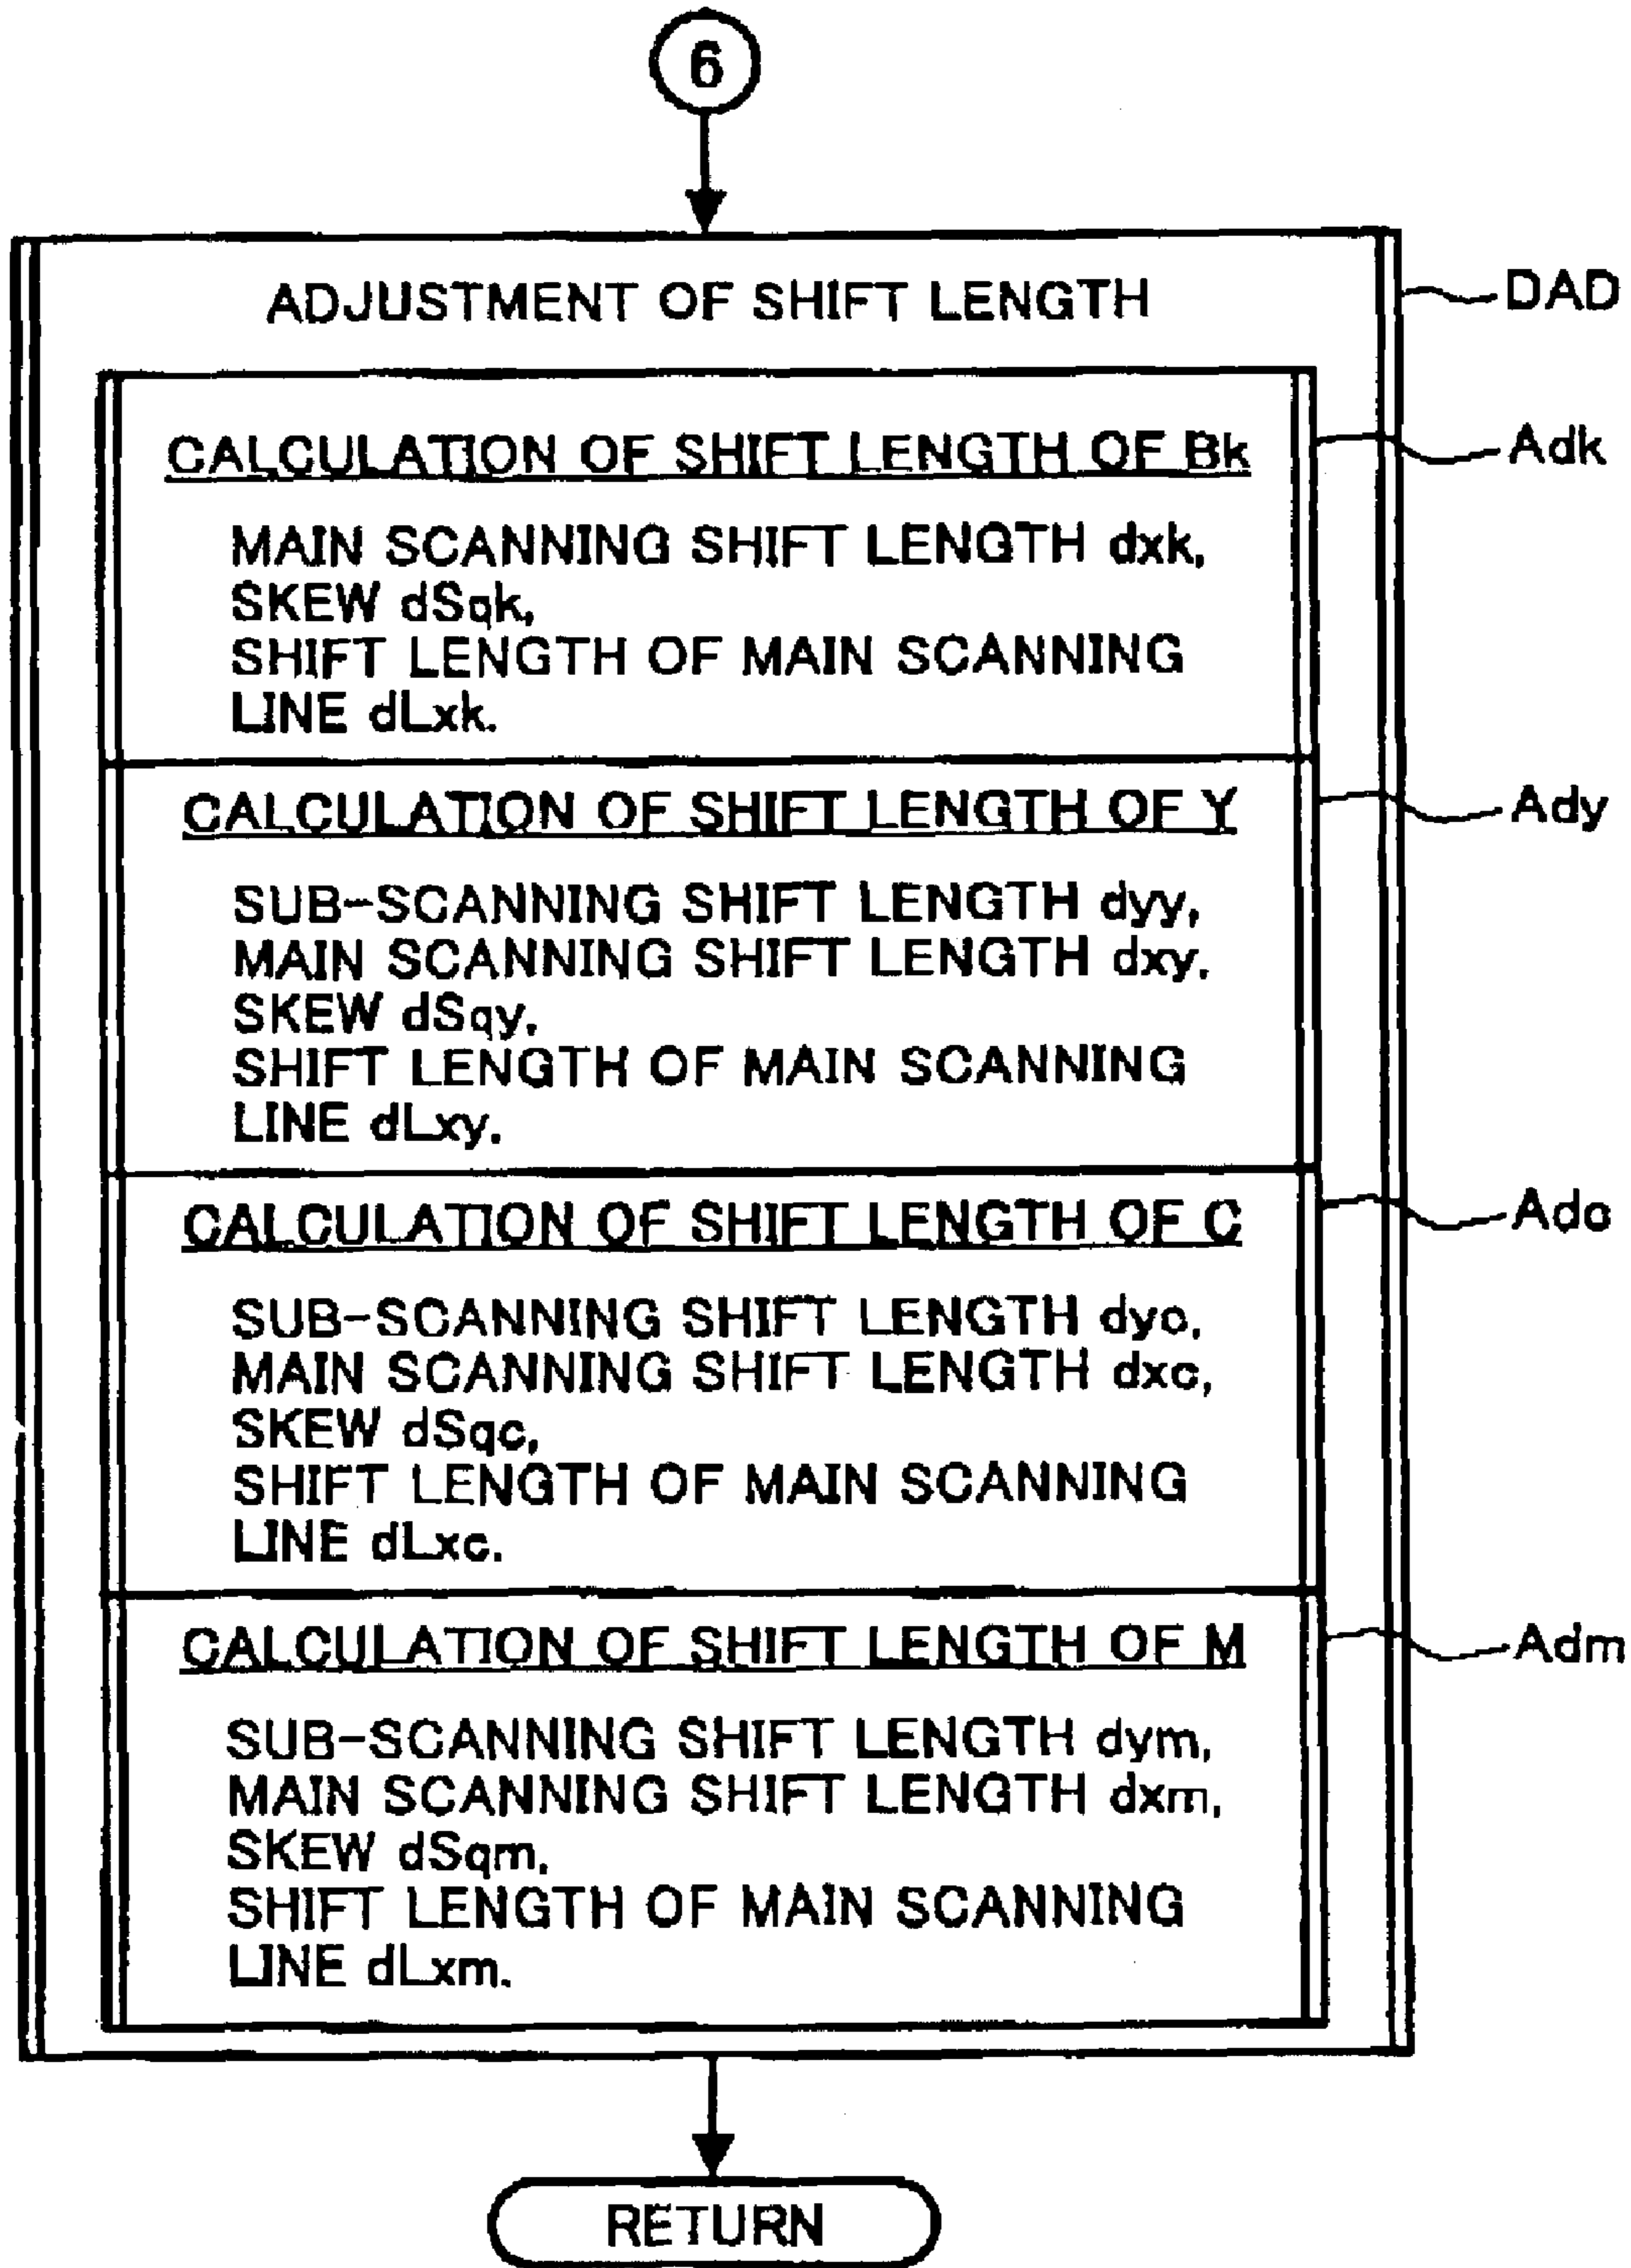 6
ADJUSTMENT OF SHIFT LENGTH
DAD
CALCULATION OF SHIFT LENGTH OF Bk
Adk
MAIN SCANNING SHIFT LENGTH dxk,
SKEW dSqk,
SHIFT LENGTH OF MAIN SCANNING
LINE dLxk.
CALCULATION OF SHIFT LENGTH OF Y
Ady
SUB-SCANNING SHIFT LENGTH dyy,
MAIN SCANNING SHIFT LENGTH dxy,
SKEW dSqy,
SHIFT LENGTH OF MAIN SCANNING
LINE dLxy.
CALCULATION OF SHIFT LENGTH OF C
Adc
SUB-SCANNING SHIFT LENGTH dyc,
MAIN SCANNING SHIFT LENGTH dxc,
SKEW dSqc,
SHIFT LENGTH OF MAIN SCANNING
LINE dLxc.
CALCULATION OF SHIFT LENGTH OF M
Adm
SUB-SCANNING SHIFT LENGTH dym,
MAIN SCANNING SHIFT LENGTH dxm,
SKEW dSqm,
SHIFT LENGTH OF MAIN SCANNING
LINE dLxm.
RETURN